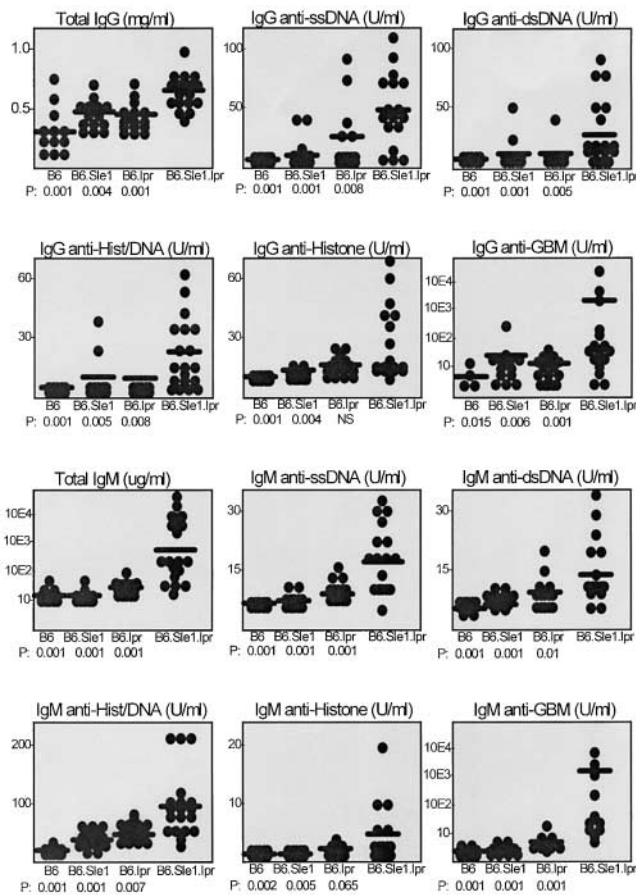 Total IgG (mg/ml) IgG anti-ssDNA (U/ml) IgG anti-dsDNA (U/ml)
1.0 100 100
0.5 50 50
B6 B6.Sle1 B6.lpr B6.Sle1.lpr B6 B6.Sle1 B6.lpr B6.Sle1.lpr B6 B6.Sle1 B6.lpr B6.Sle1.lpr
P: 0.001 0.004 0.001 P: 0.001 0.001 0.008 P: 0.001 0.001 0.005
IgG anti-Hist/DNA (U/ml) IgG anti-Histone (U/ml) IgG anti-GBM (U/ml)
60 60 10E4
10E3
30 30 10E2
10
B6 B6.Sle1 B6.lpr B6.Sle1.lpr B6 B6.Sle1 B6.lpr B6.Sle1.lpr B6 B6.Sle1 B6.lpr B6.Sle1.lpr
P: 0.001 0.005 0.008 P: 0.001 0.004 NS P: 0.015 0.006 0.001
Total IgM (ug/ml) IgM anti-ssDNA (U/ml) IgM anti-dsDNA (U/ml)
10E4 30 30
10E3
10E2 15 15
10
B6 B6.Sle1 B6.lpr B6.Sle1.lpr B6 B6.Sle1 B6.lpr B6.Sle1.lpr B6 B6.Sle1 B6.lpr B6.Sle1.lpr
P: 0.001 0.001 0.001 P: 0.001 0.001 0.001 P: 0.001 0.001 0.01
IgM anti-Hist/DNA (U/ml) IgM anti-Histone (U/ml) IgM anti-GBM (U/ml)
200 20 10E4
10E3
100 10 10E2
10
B6 B6.Sle1 B6.lpr B6.Sle1.lpr B6 B6.Sle1 B6.lpr B6.Sle1.lpr B6 B6.Sle1 B6.lpr B6.Sle1.lpr
P: 0.001 0.001 0.007 P: 0.002 0.005 0.065 P: 0.001 0.001 0.001